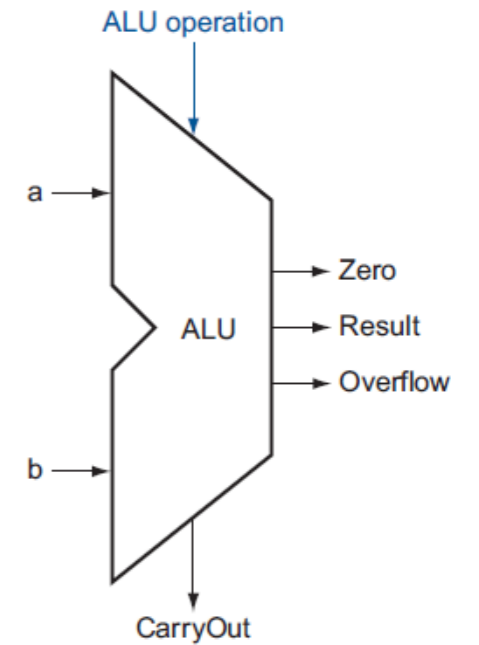 ALU operation
a
Zero
ALU
Result
Overflow
b
CarryOut